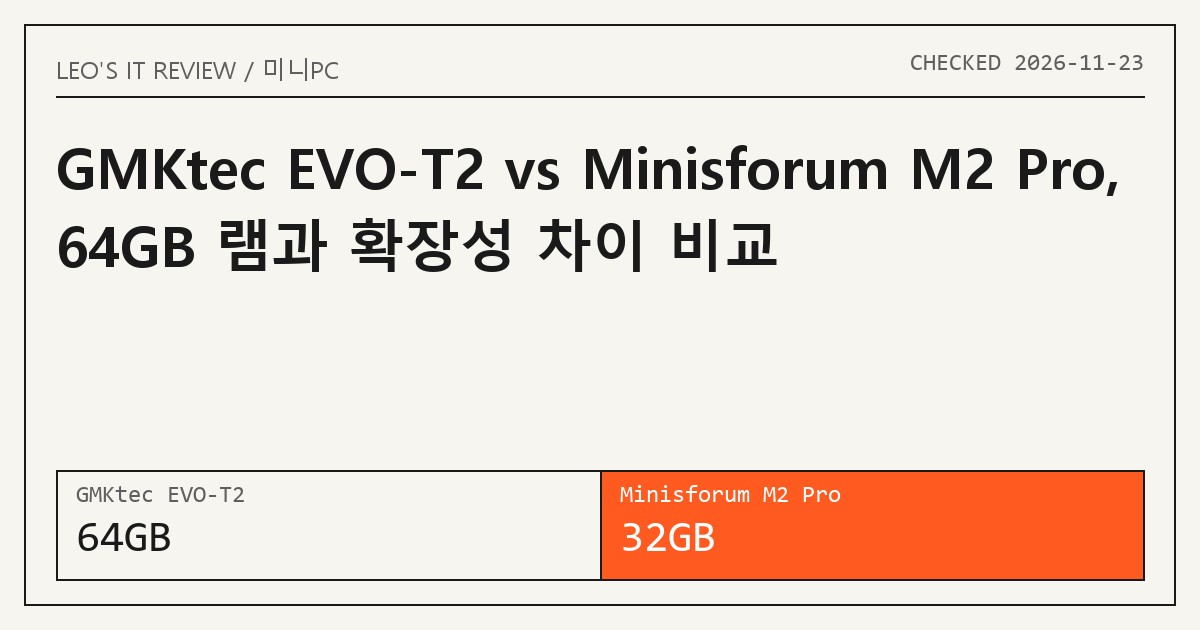 LEO'S IT REVIEW / 미니PC
CHECKED 2026-11-23
GMKtec EVO-T2 vs Minisforum M2 Pro,
64GB 램과 확장성 차이 비교
GMKtec EVO-T2
64GB
Minisforum M2 Pro
32GB